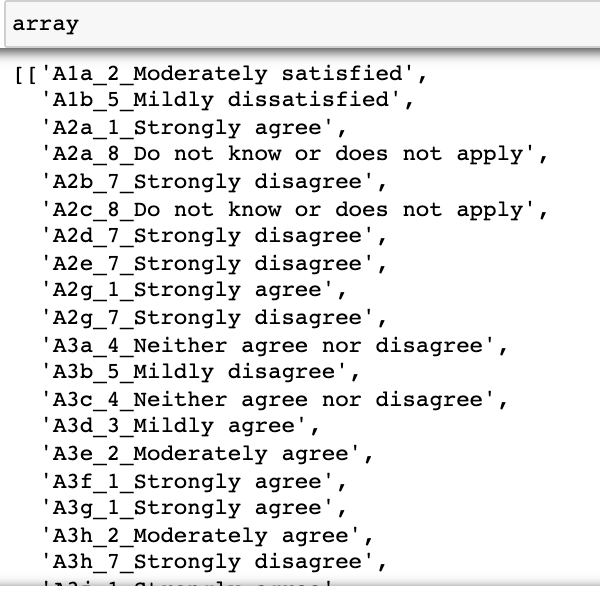 array
[['A1a_2_Moderately satisfied',
'A1b_5_Mildly dissatisfied',
'A2a_1_Strongly agree',
'A2a_8_Do not know or does not apply',
'A2b_7_Strongly disagree',
'A2c_8_Do not know or does not apply',
'A2d_7_Strongly disagree',
'A2e_7_Strongly disagree',
'A2g_1_Strongly agree',
'A2g_7_Strongly disagree',
'A3a_4_Neither agree nor disagree',
'A3b_5_Mildly disagree',
'A3c_4_Neither agree nor disagree',
'A3d_3_Mildly agree',
'A3e_2_Moderately agree',
'A3f_1_Strongly agree',
'A3g_1_Strongly agree',
'A3h_2_Moderately agree',
'A3h_7_Strongly disagree',